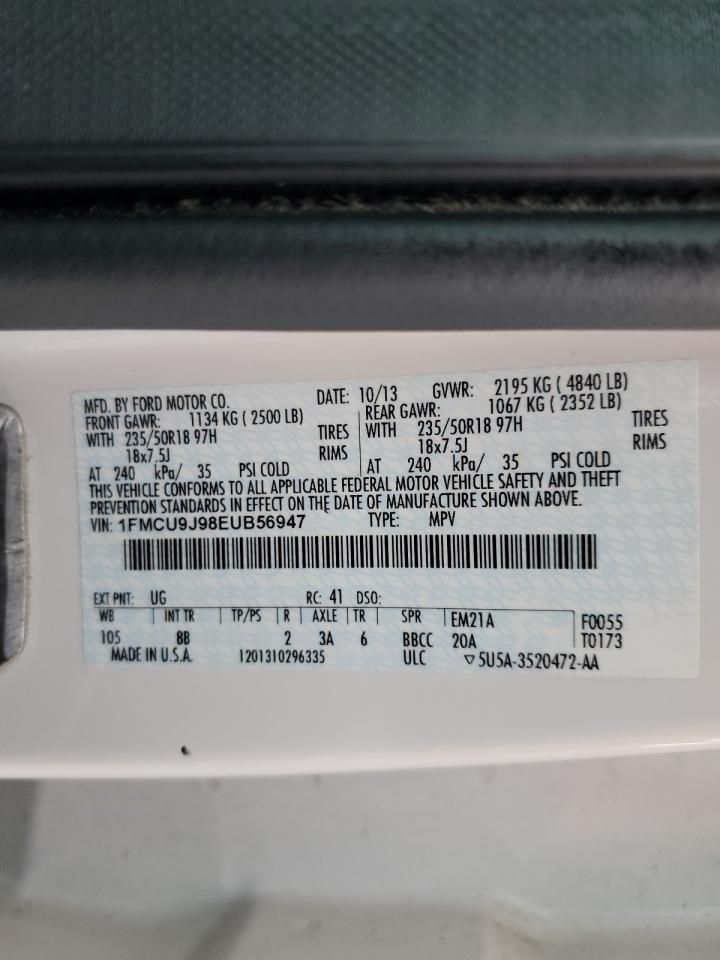 MFD. BY FORD MOTOR CO. DATE: 10/13 GVWR: 2195 KG ( 4840 LB)
FRONT GAWR: 1134 KG ( 2500 LB) REAR GAWR: 1067 KG ( 2352 LB)
WITH 235/50R18 97H TIRES WITH 235/50R18 97H TIRES
18x7.5J RIMS 18x7.5J RIMS
AT 240 kPa/ 35 PSI COLD AT 240 kPa/ 35 PSI COLD
THIS VEHICLE CONFORMS TO ALL APPLICABLE FEDERAL MOTOR VEHICLE SAFETY AND THEFT
PREVENTION STANDARDS IN EFFECT ON THE DATE OF MANUFACTURE SHOWN ABOVE.
VIN: 1FMCU9J98EUB56947 TYPE: MPV
EXT PNT: UG RC: 41 DSO:
WB INT TR TP/PS R AXLE TR SPR EM21A F0055
105 8B 2 3A 6 BBCC 20A T0173
MADE IN U.S.A. 1201310296335 ULC ▽5U5A-3520472-AA